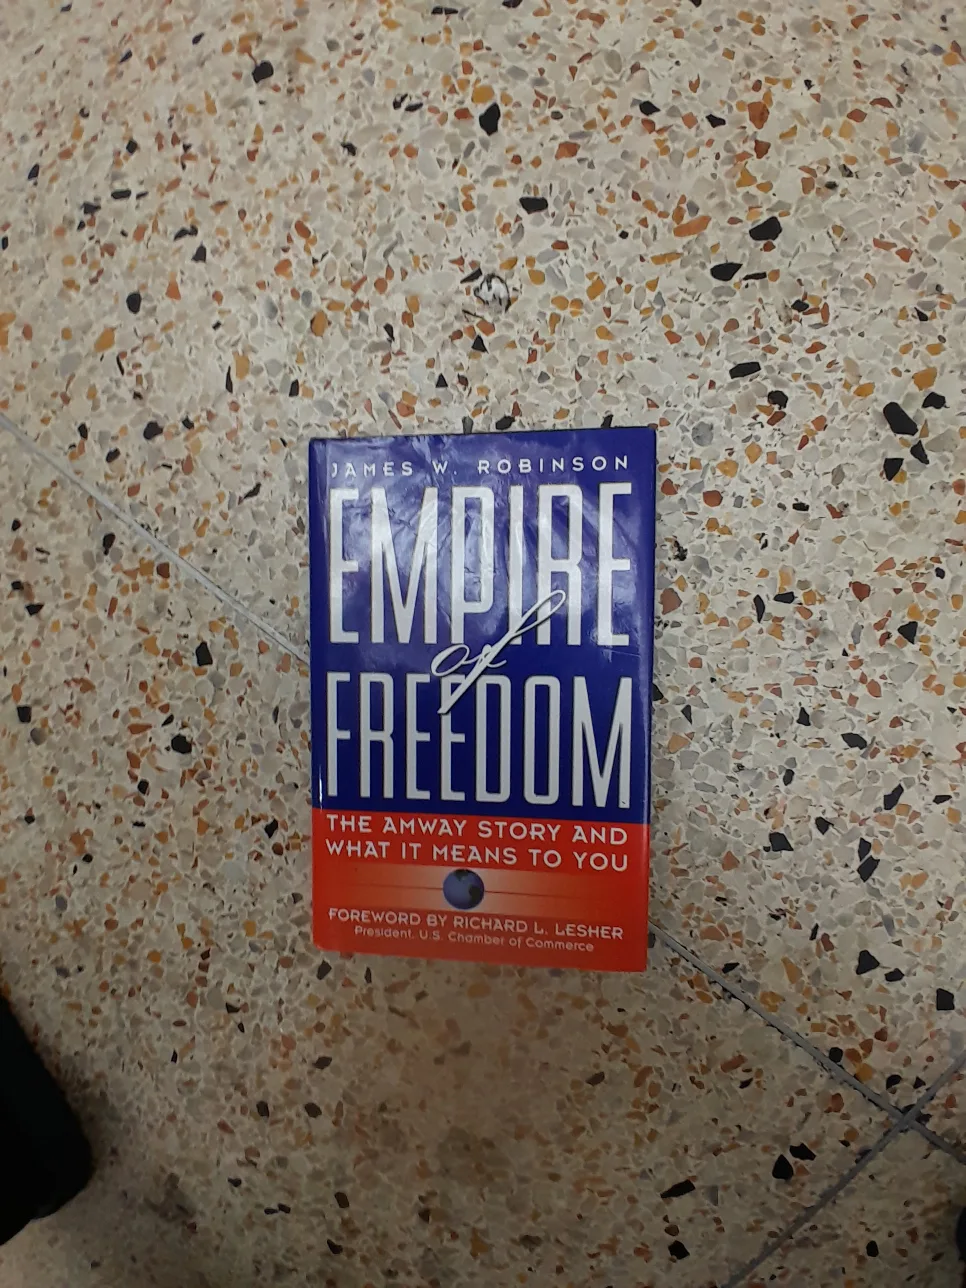 JAMES W. ROBINSON
EMPIRE
of
FREEDOM
THE AMWAY STORY AND
WHAT IT MEANS TO YOU
FOREWORD BY RICHARD L. LESHER
President, U.S. Chamber of Commerce